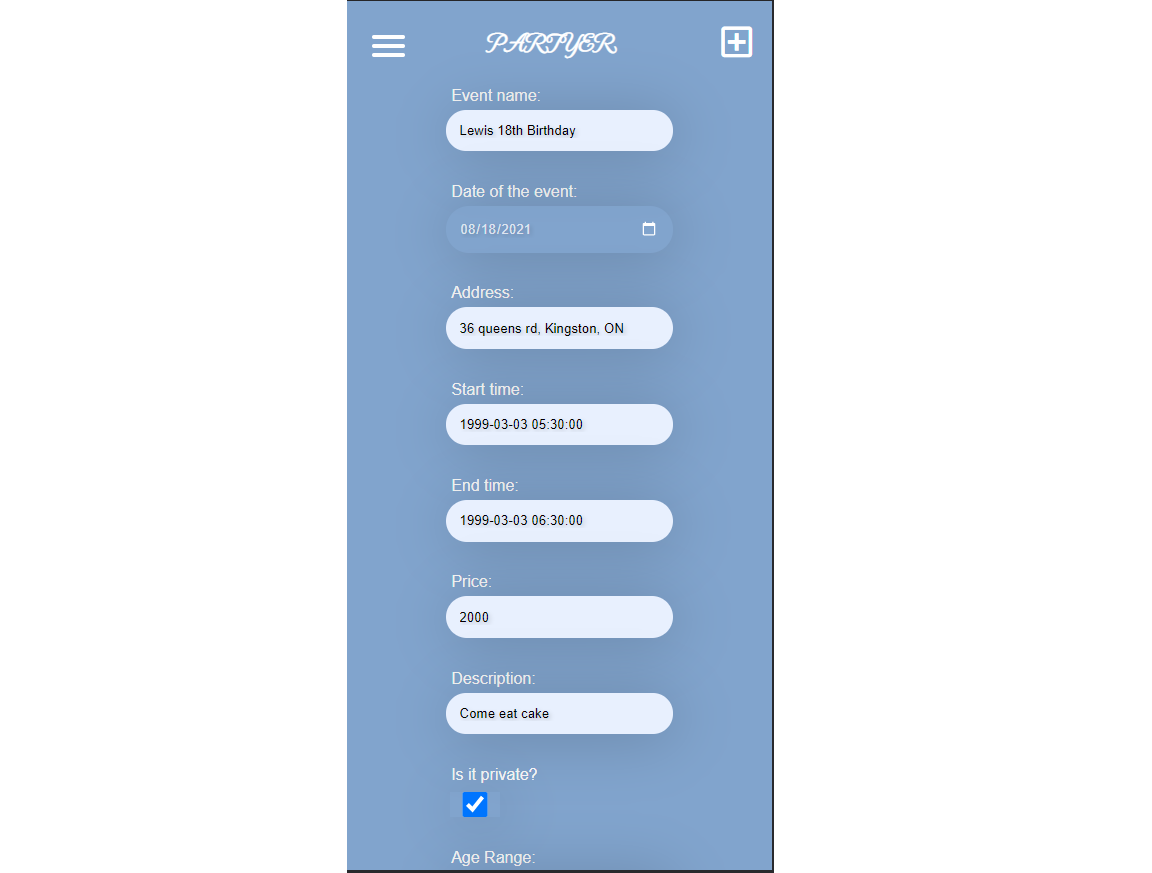 PARTYER
Event name:
Lewis 18th Birthday
Date of the event:
08/18/2021
Address:
36 queens rd, Kingston, ON
Start time:
1999-03-03 05:30:00
End time:
1999-03-03 06:30:00
Price:
2000
Description:
Come eat cake
Is it private?
Age Range: